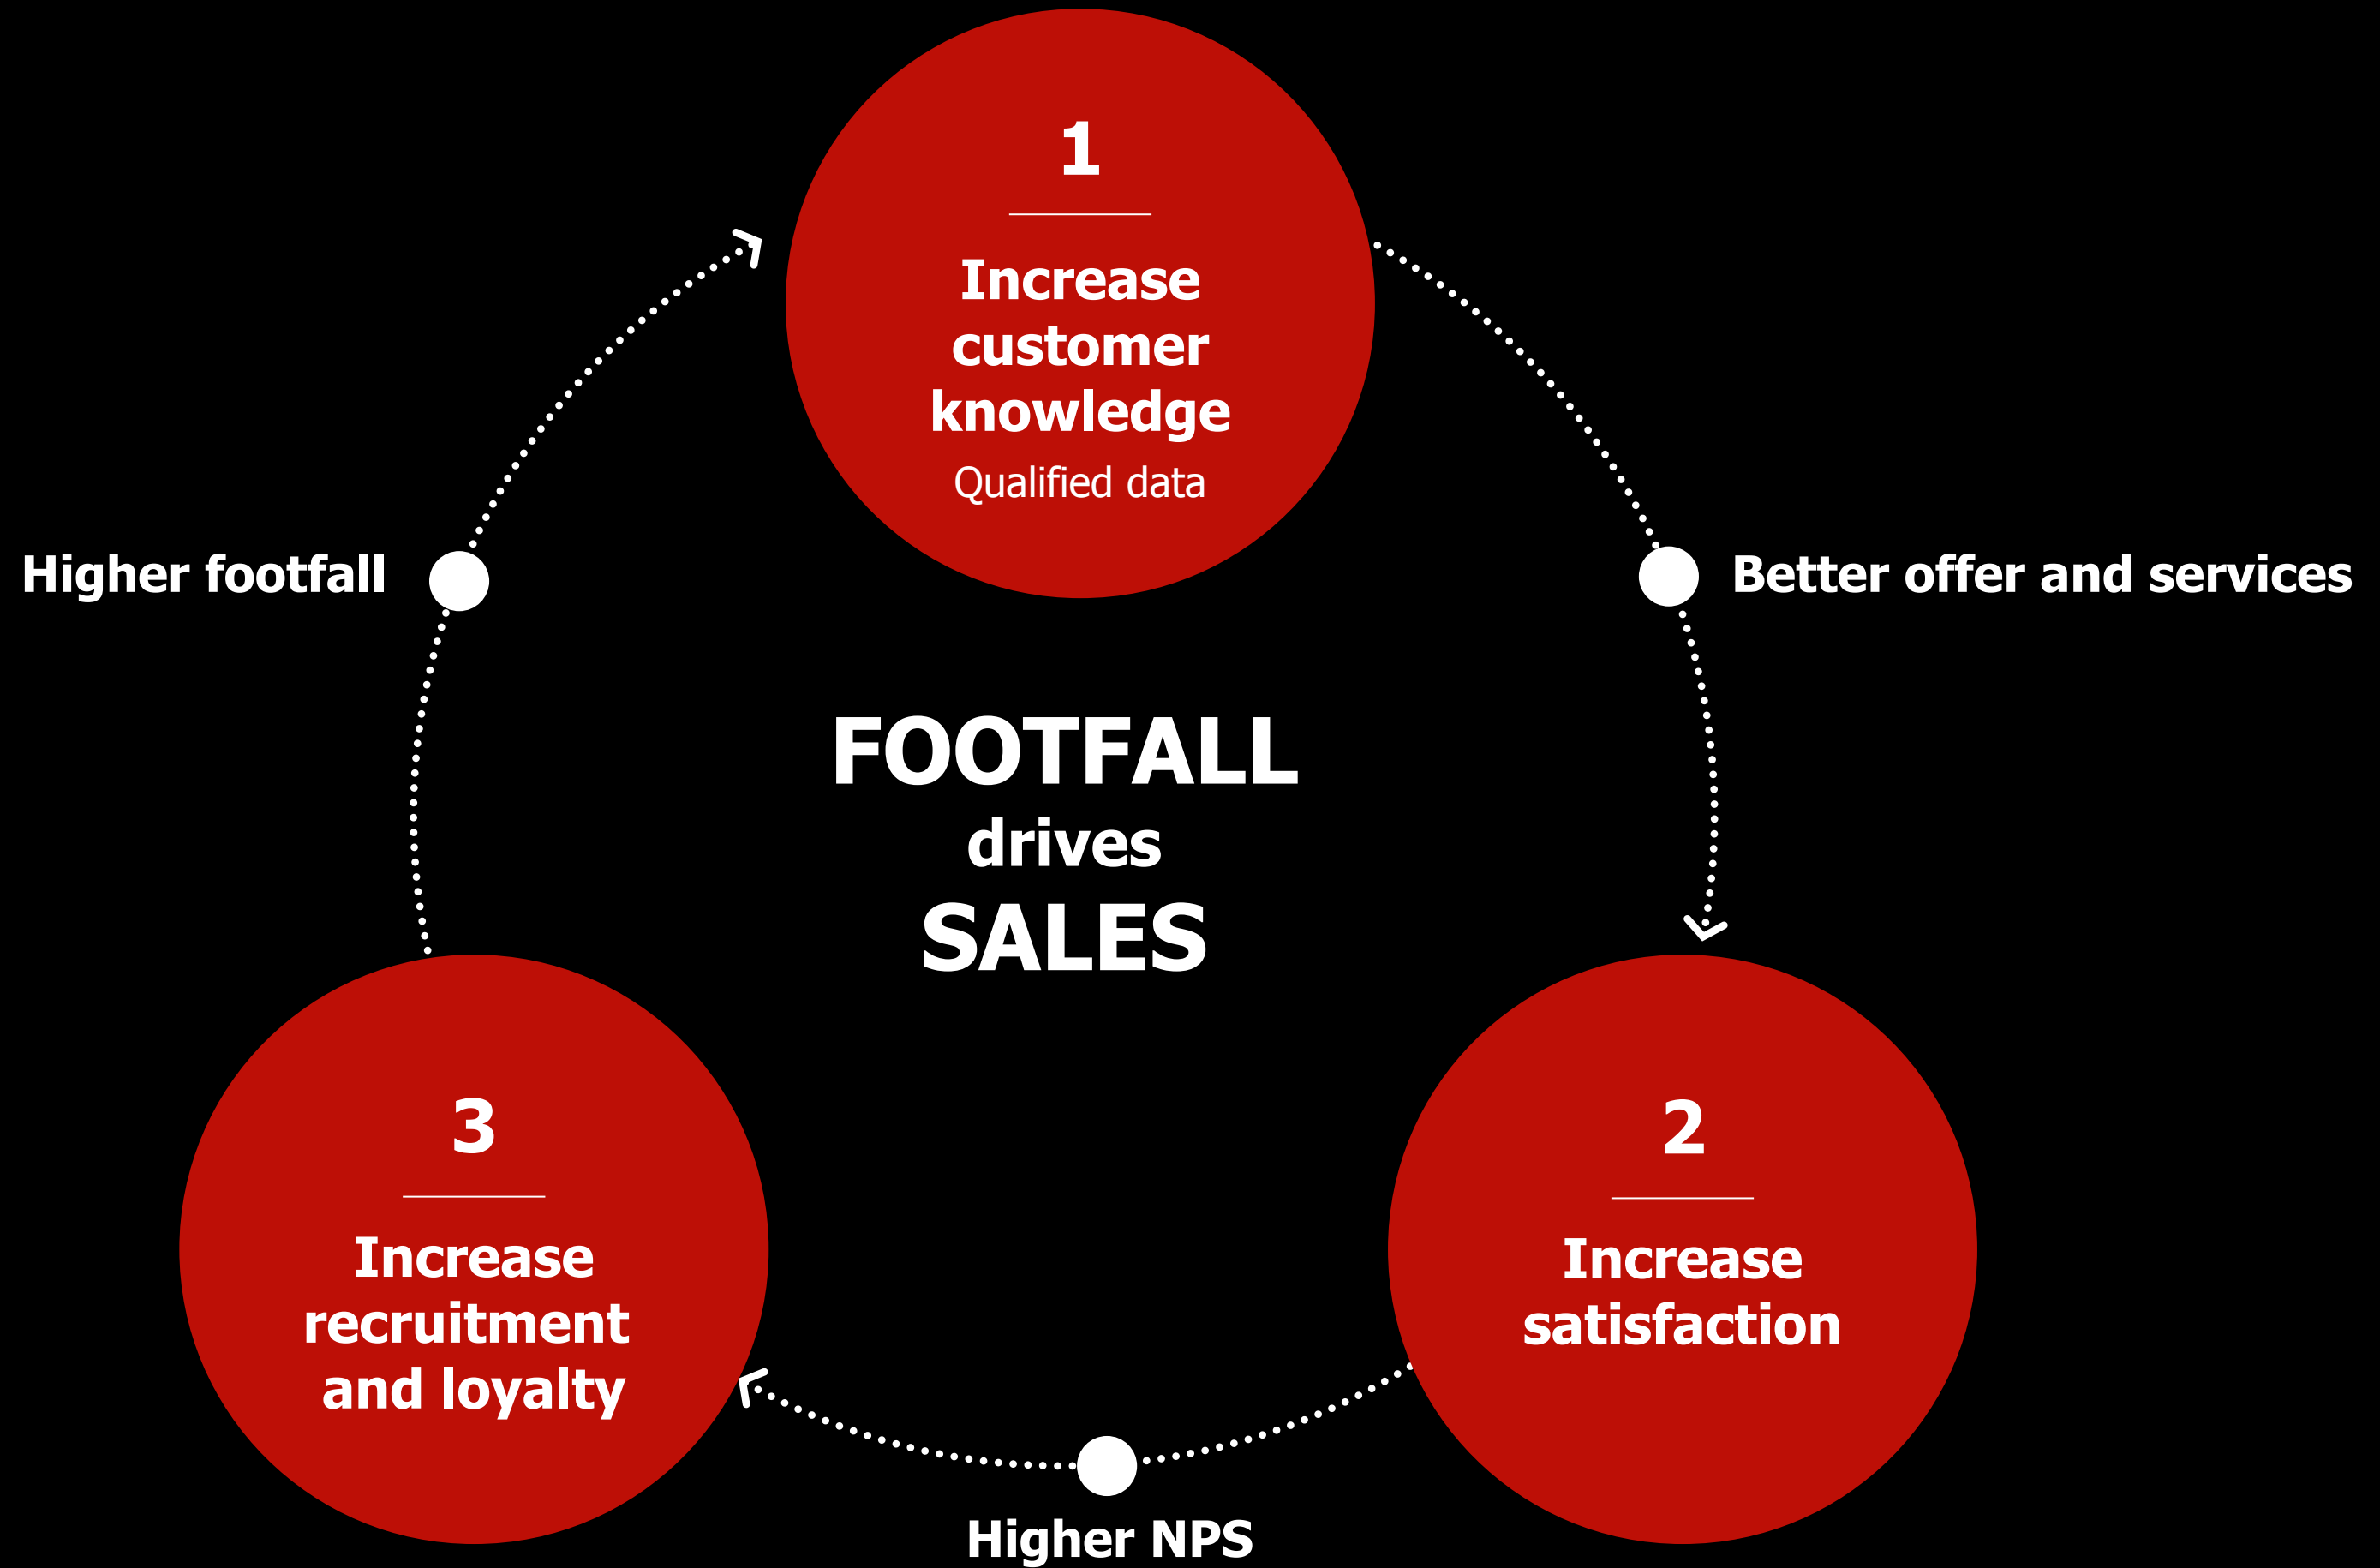 1
Increase
customer
knowledge
Qualified data
Higher footfall
Better offer and services
FOOTFALL
drives
SALES
3
Increase
recruitment
and loyalty
2
Increase
satisfaction
Higher NPS